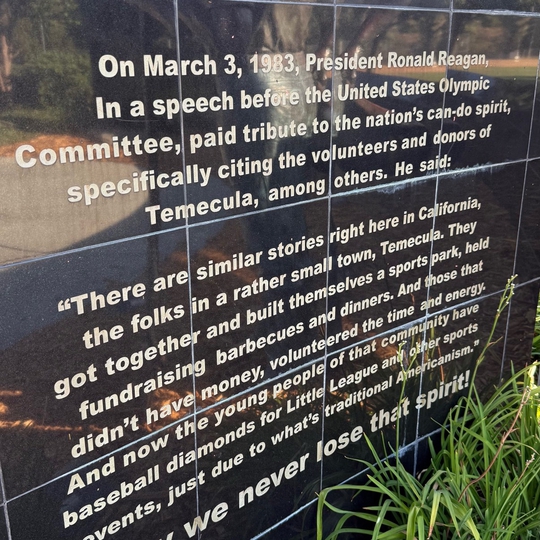 On March 3, 1983, President Ronald Reagan,
In a speech before the United States Olympic
Committee, paid tribute to the nation's can-do spirit,
specifically citing the volunteers and donors of
Temecula, among others. He said:
“There are similar stories right here in California,
the folks in a rather small town, Temecula. They
got together and built themselves a sports park, held
fundraising barbecues and dinners. And those that
didn't have money, volunteered the time and energy.
And now the young people of that community have
baseball diamonds for Little League and other sports
events, just due to what's traditional Americanism.”
we never lose that spirit!